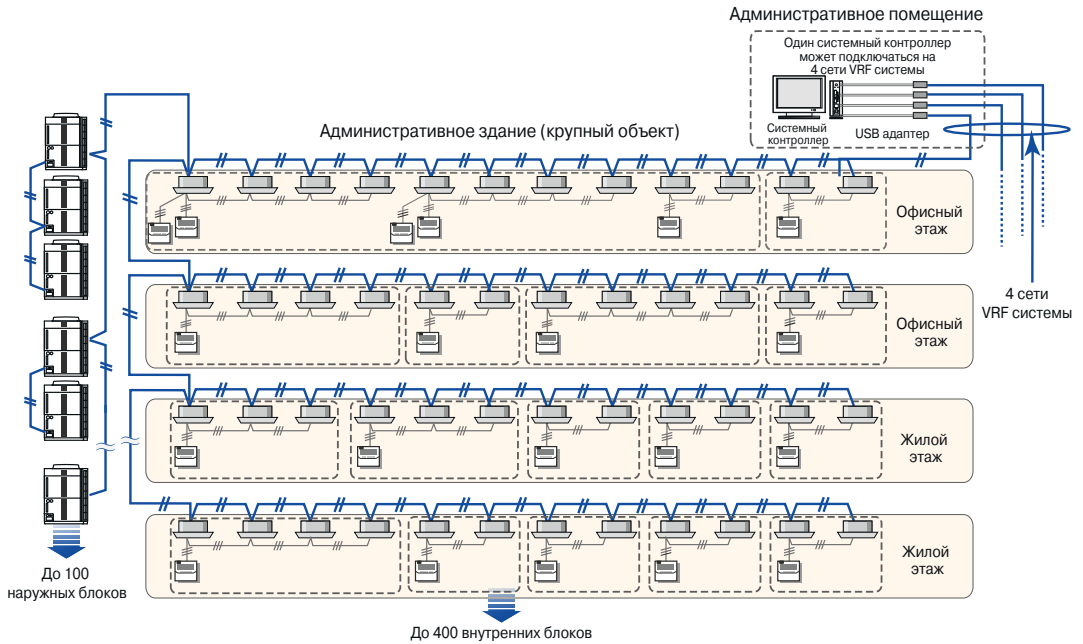 Административное помещение
Один системный контроллер
может подключаться на
4 сети VRF системы
Системный
контроллер
USB адаптер
Административное здание (крупный объект)
Офисный
этаж
4 сети
VRF системы
Офисный
этаж
Жилой
этаж
Жилой
этаж
До 100
наружных блоков
До 400 внутренних блоков